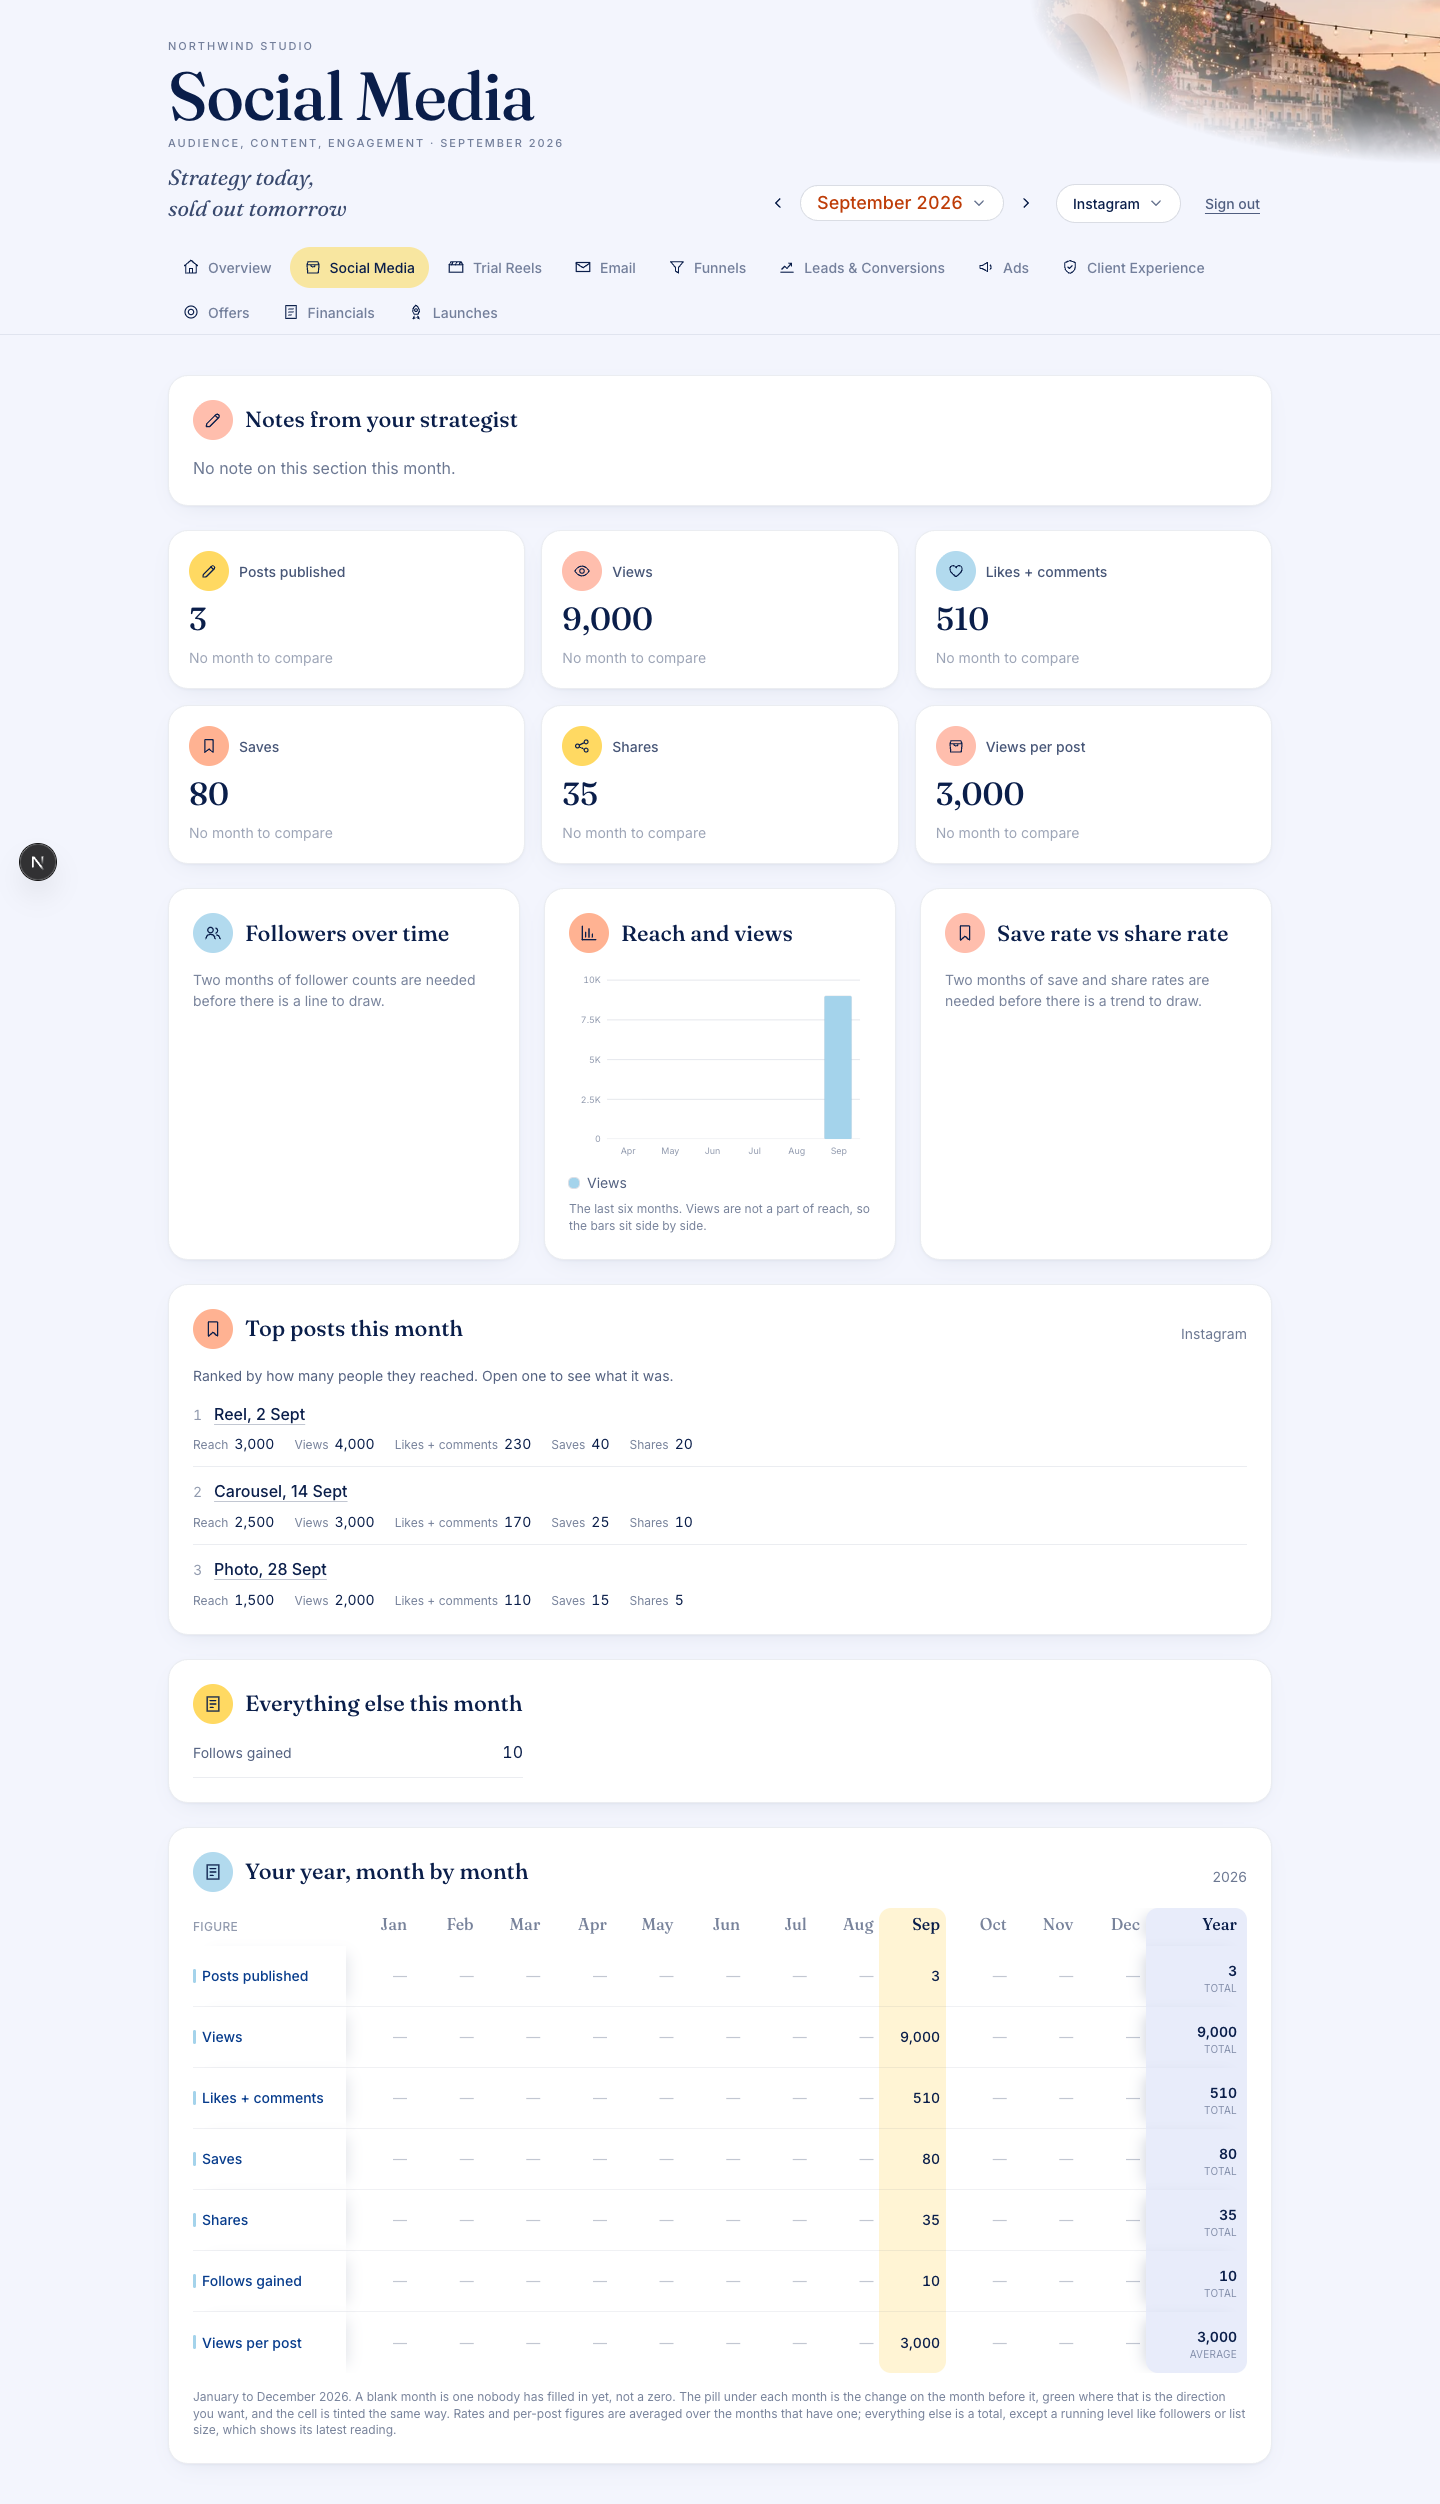 NORTHWIND STUDIO
Social Media
AUDIENCE, CONTENT, ENGAGEMENT · SEPTEMBER 2026
Strategy today,
sold out tomorrow
September 2026
Instagram
Sign out
Overview
Social Media
Trial Reels
Email
Funnels
Leads & Conversions
Ads
Client Experience
Offers
Financials
Launches
Notes from your strategist
No note on this section this month.
Posts published
3
No month to compare
Views
9,000
No month to compare
Likes + comments
510
No month to compare
Saves
80
No month to compare
Shares
35
No month to compare
Views per post
3,000
No month to compare
N
Followers over time
Two months of follower counts are needed
before there is a line to draw.
Reach and views
10K
7.5K
5K
2.5K
0
Apr May Jun Jul Aug Sep
Views
The last six months. Views are not a part of reach, so
the bars sit side by side.
Save rate vs share rate
Two months of save and share rates are
needed before there is a trend to draw.
Top posts this month
Instagram
Ranked by how many people they reached. Open one to see what it was.
1 Reel, 2 Sept
Reach 3,000 Views 4,000 Likes + comments 230 Saves 40 Shares 20
2 Carousel, 14 Sept
Reach 2,500 Views 3,000 Likes + comments 170 Saves 25 Shares 10
3 Photo, 28 Sept
Reach 1,500 Views 2,000 Likes + comments 110 Saves 15 Shares 5
Everything else this month
Follows gained 10
Your year, month by month
2026
FIGURE Jan Feb Mar Apr May Jun Jul Aug Sep Oct Nov Dec Year
Posts published — — — — — — — — 3 — — — 3
TOTAL
Views — — — — — — — — 9,000 — — — 9,000
TOTAL
Likes + comments — — — — — — — — 510 — — — 510
TOTAL
Saves — — — — — — — — 80 — — — 80
TOTAL
Shares — — — — — — — — 35 — — — 35
TOTAL
Follows gained — — — — — — — — 10 — — — 10
TOTAL
Views per post — — — — — — — — 3,000 — — — 3,000
AVERAGE
January to December 2026. A blank month is one nobody has filled in yet, not a zero. The pill under each month is the change on the month before it, green where that is the direction
you want, and the cell is tinted the same way. Rates and per-post figures are averaged over the months that have one; everything else is a total, except a running level like followers or list
size, which shows its latest reading.